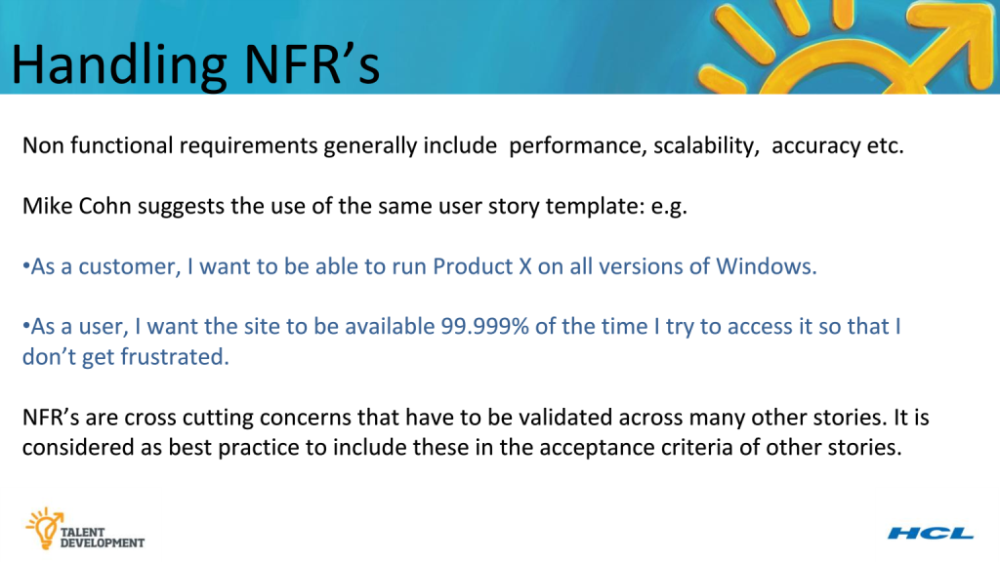 Handling NFR’s
Non functional requirements generally include  performance, scalability,  accuracy etc.
Mike Cohn suggests the use of the same user story template: e.g.
•As a customer, I want to be able to run Product X on all versions of Windows.
•As a user, I want the site to be available 99.999% of the time I try to access it so that I
don’t get frustrated.
NFR’s are cross cutting concerns that have to be validated across many other stories. It is
considered as best practice to include these in the acceptance criteria of other stories.
TALENT
DEVELOPMENT
HCL